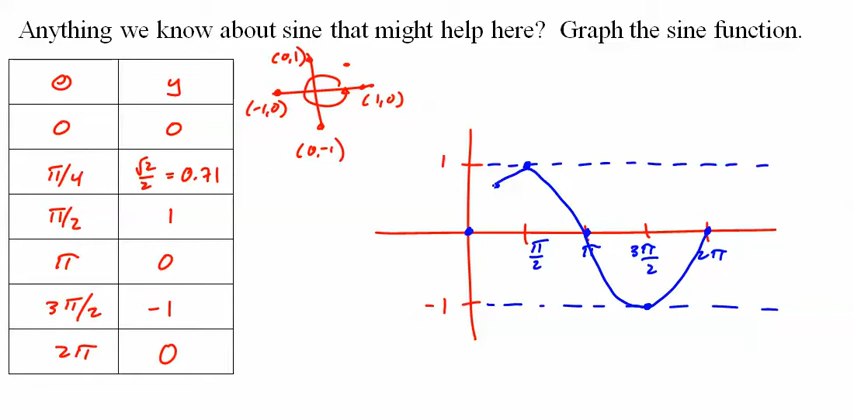 Anything we know about sine that might help here? Graph the sine function.
θ y
0 0
π/4 √2/2 = 0.71
π/2 1
π 0
3π/2 -1
2π 0
(0,1)
(-1,0) (1,0)
(0,-1)
1
π/2 π 3π/2 2π
-1